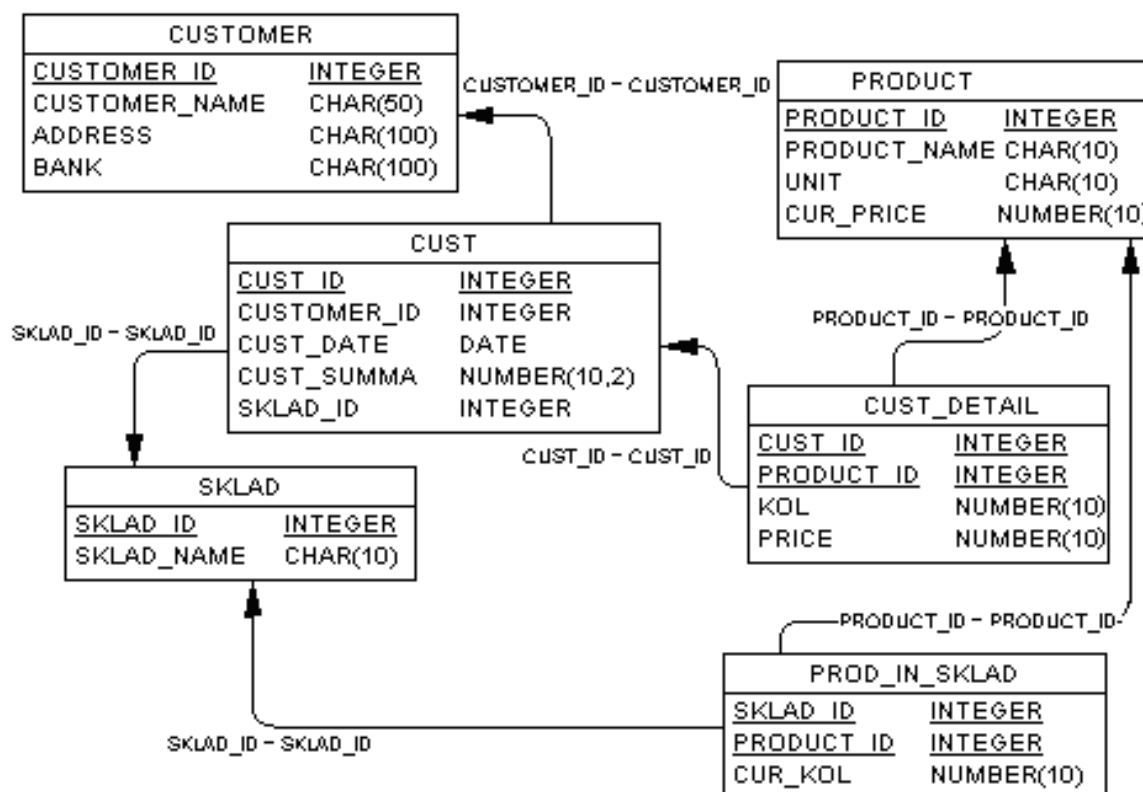 CUSTOMER
CUSTOMER_ID INTEGER
CUSTOMER_NAME CHAR(50)
ADDRESS CHAR(100)
BANK CHAR(100)
CUSTOMER_ID - CUSTOMER_ID
PRODUCT
PRODUCT_ID INTEGER
PRODUCT_NAME CHAR(10)
UNIT CHAR(10)
CUR_PRICE NUMBER(10)
CUST
CUST_ID INTEGER
CUSTOMER_ID INTEGER
CUST_DATE DATE
CUST_SUMMA NUMBER(10,2)
SKLAD_ID INTEGER
SKLAD_ID - SKLAD_ID
PRODUCT_ID - PRODUCT_ID
CUST_DETAIL
CUST_ID INTEGER
PRODUCT_ID INTEGER
KOL NUMBER(10)
PRICE NUMBER(10)
CUST_ID - CUST_ID
SKLAD
SKLAD_ID INTEGER
SKLAD_NAME CHAR(10)
PRODUCT_ID - PRODUCT_ID
PROD_IN_SKLAD
SKLAD_ID INTEGER
PRODUCT_ID INTEGER
CUR_KOL NUMBER(10)
SKLAD_ID - SKLAD_ID